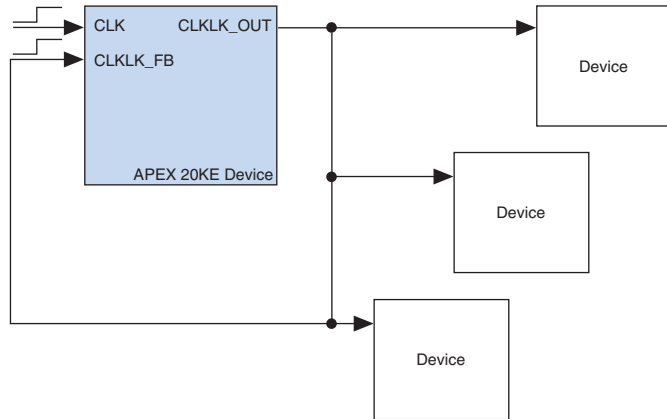 CLK
CLKLK_OUT
CLKLK_FB
APEX 20KE Device
Device
Device
Device